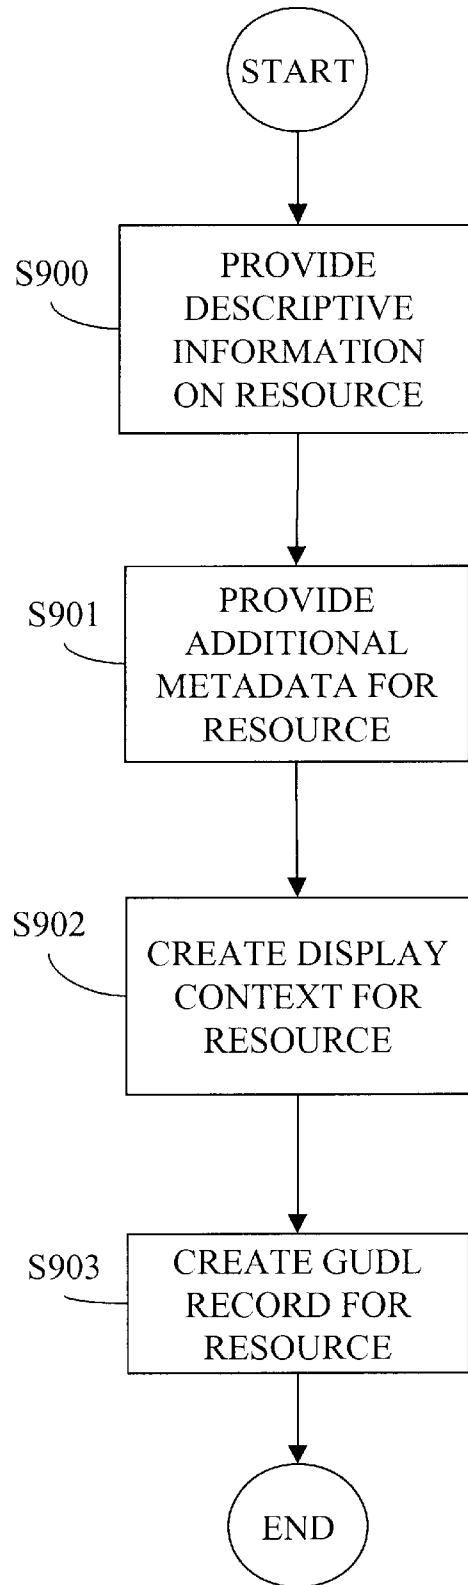 START
S900
PROVIDE
DESCRIPTIVE
INFORMATION
ON RESOURCE
S901
PROVIDE
ADDITIONAL
METADATA FOR
RESOURCE
S902
CREATE DISPLAY
CONTEXT FOR
RESOURCE
S903
CREATE GUDL
RECORD FOR
RESOURCE
END